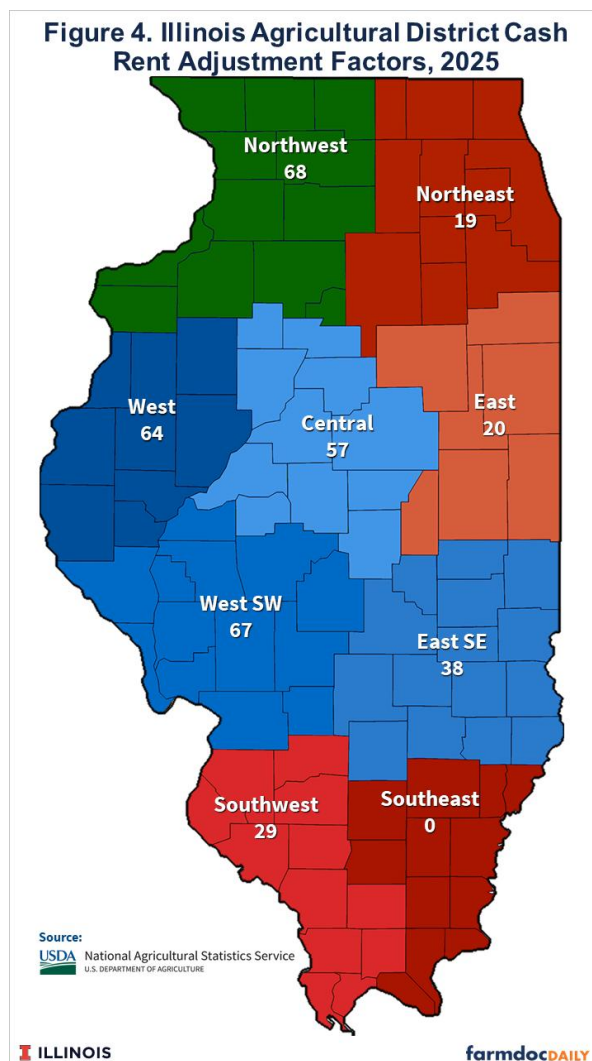 Figure 4. Illinois Agricultural District Cash
Rent Adjustment Factors, 2025
Northwest
68
Northeast
19
West
64
Central
57
East
20
West SW
67
East SE
38
Southwest
29
Southeast
0
Source:
USDA National Agricultural Statistics Service
U.S. DEPARTMENT OF AGRICULTURE
I ILLINOIS
farmdocDAILY